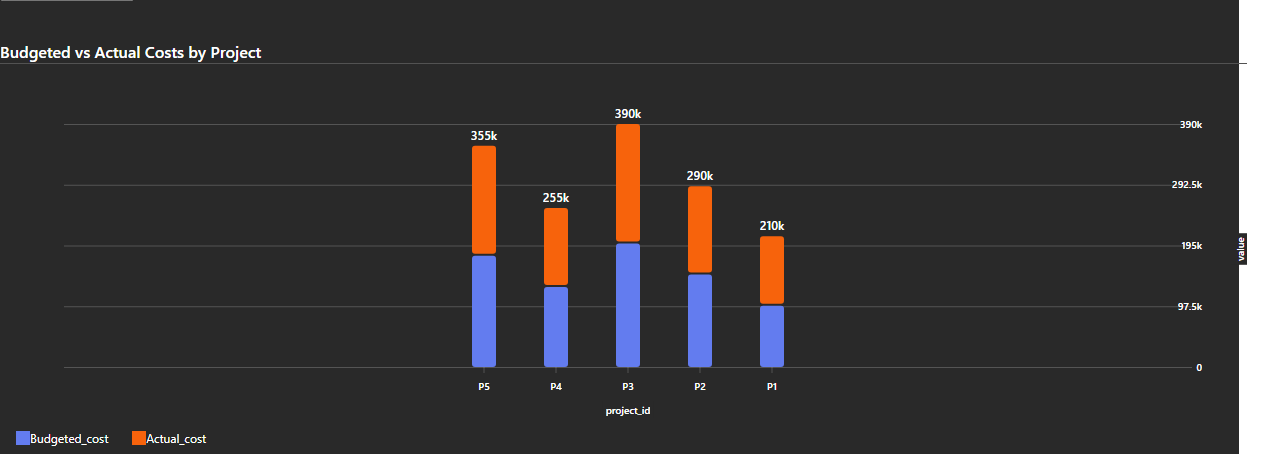 Budgeted vs Actual Costs by Project
390k
355k
290k
255k
210k
390k
292.5k
195k
97.5k
0
value
P5 P4 P3 P2 P1
project_id
Budgeted_cost Actual_cost